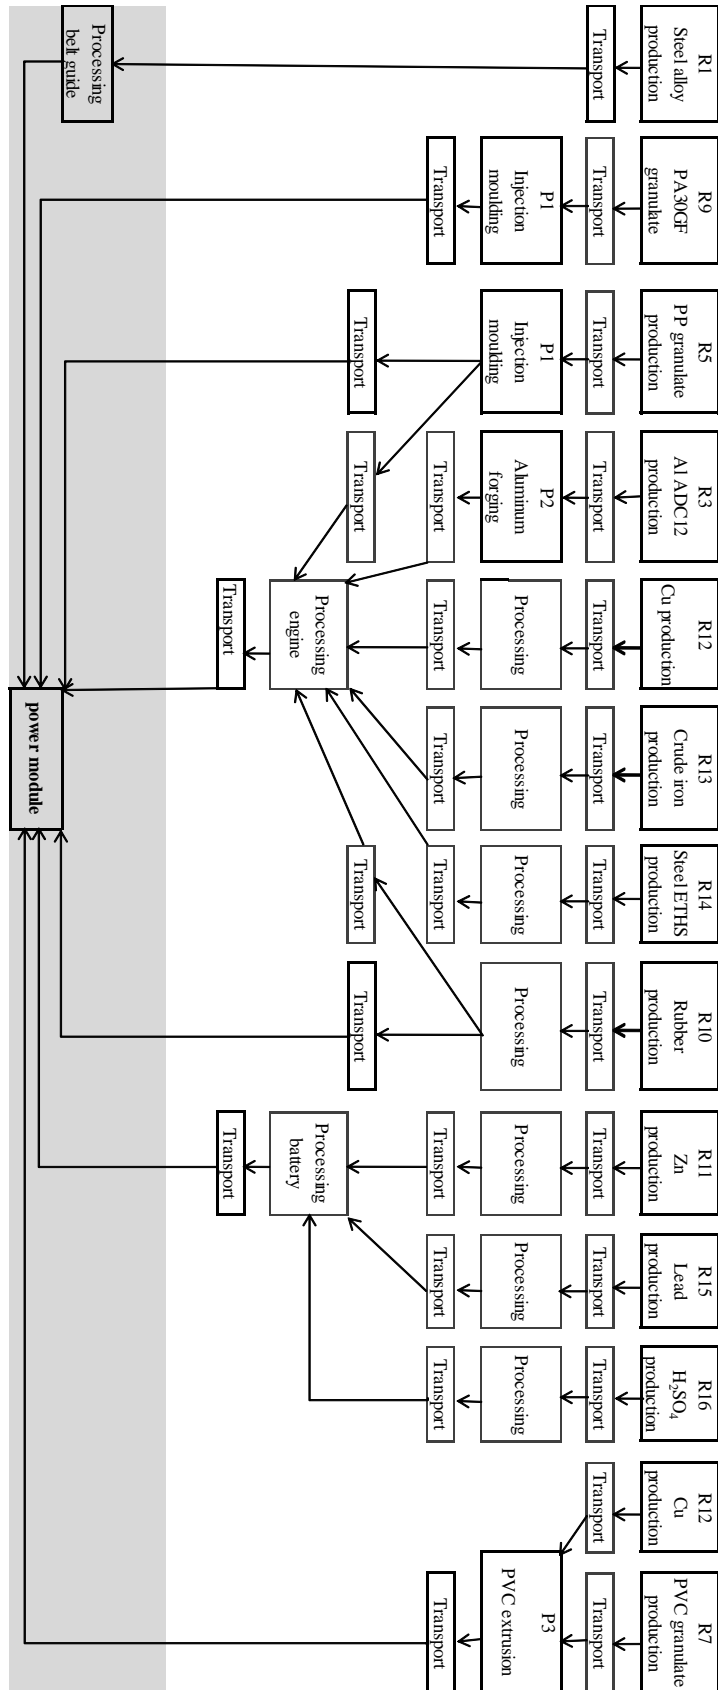 R1
Steel alloy
production
R9
PA30GF
granulate
R5
PP granulate
production
R3
Al ADC12
production
R12
Cu production
R13
Crude iron
production
R14
Steel ETHS
production
R10
Rubber
production
R11
Zn
production
R15
Lead
production
R16
H₂SO₄
production
R12
Cu
production
R7
PVC granulate
production
Transport
Transport
Transport
Transport
Transport
Transport
Transport
Transport
Transport
Transport
Transport
Transport
Transport
P1
Injection
moulding
P1
Injection
moulding
P2
Aluminum
forging
Processing
Processing
Processing
Processing
Processing
Processing
Processing
P3
PVC extrusion
Transport
Transport
Transport
Transport
Transport
Transport
Transport
Transport
Transport
Transport
Transport
Transport
Transport
Processing
engine
Processing
battery
Transport
Transport
Processing
belt guide
power module